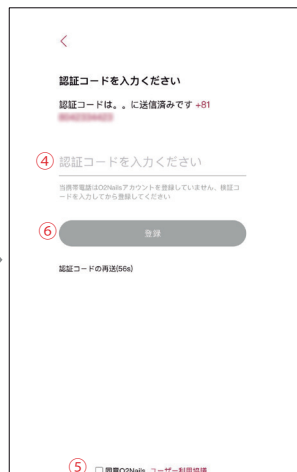 認証コードを入力ください
認証コードは。。に送信済みです +81
④ 認証コードを入力ください
当携帯電話はO2Nailsアカウントを登録していません、検証コ
ードを入力してから登録してください
⑥ 登録
認証コードの再送(56s)
⑤ 同意O2Nails ユーザー利用協議